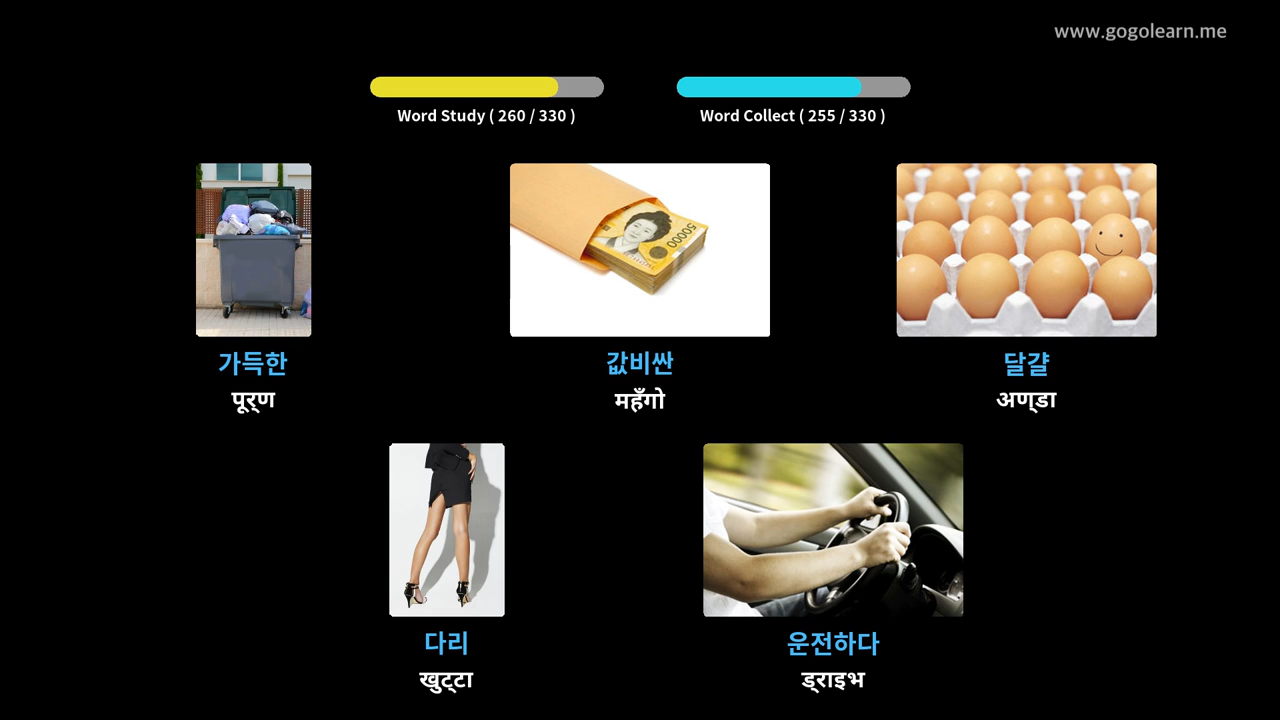 www.gogolearn.me
Word Study ( 260 / 330 )
Word Collect ( 255 / 330 )
50000
가득한
पूर्ण
값비싼
महँगो
달걀
अण्डा
다리
खुट्टा
운전하다
ड्राइभ